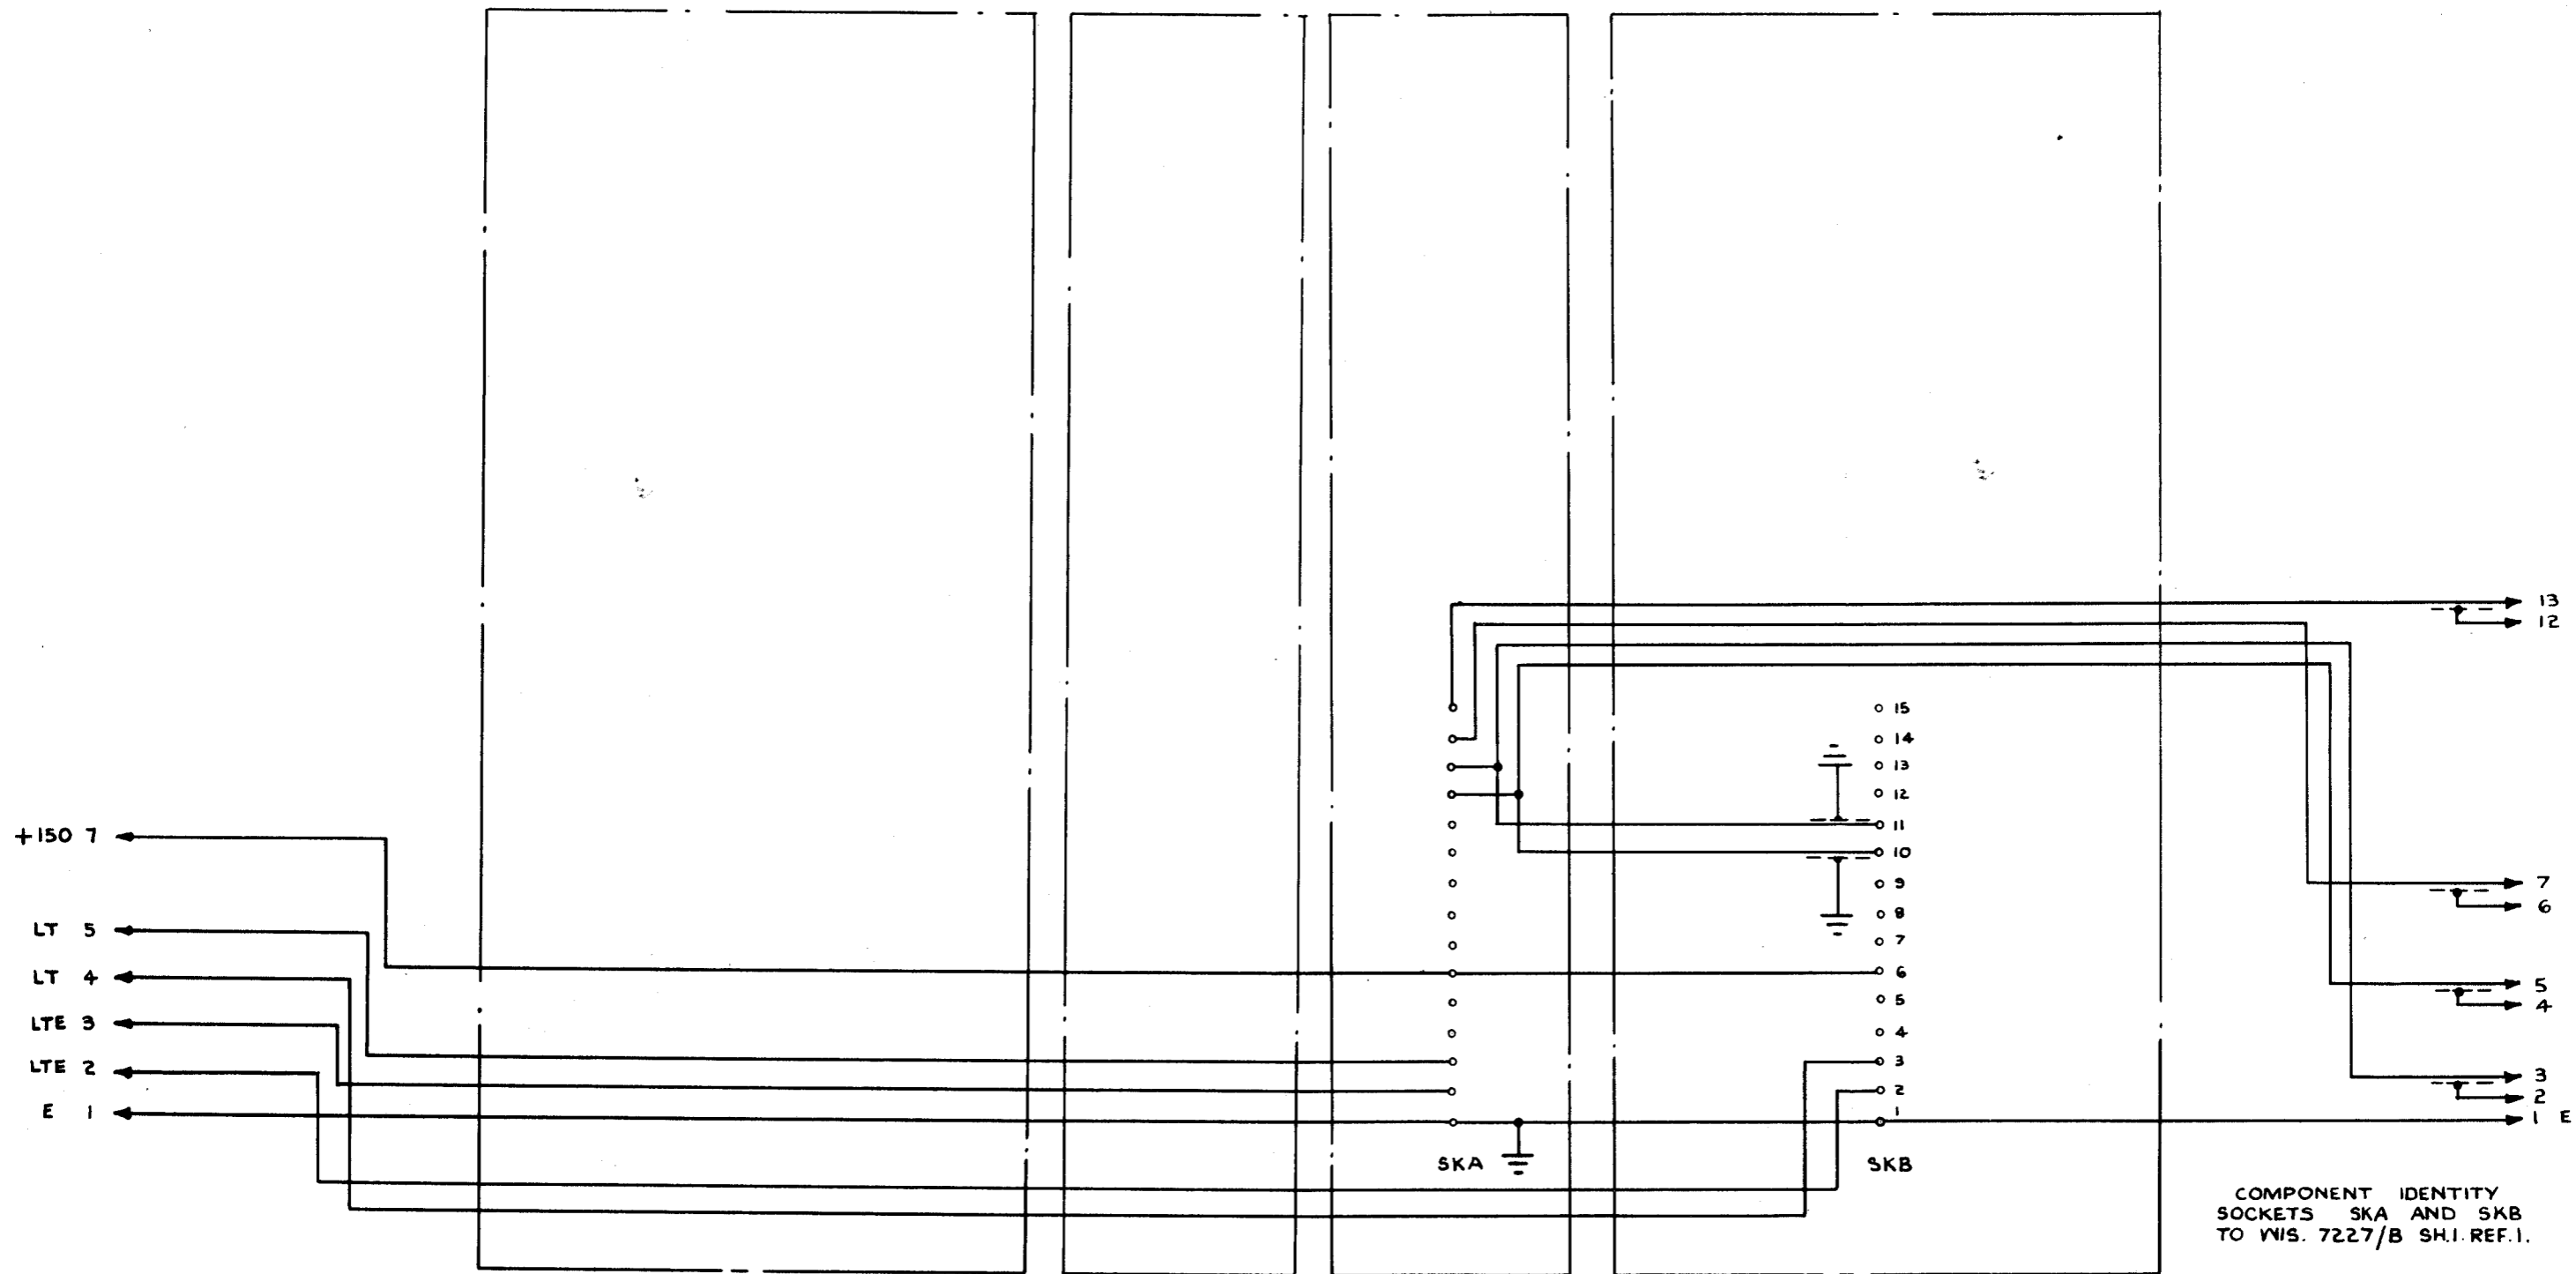 13
12
15
14
13
12
11
10
9
8
7
6
5
4
3
2
1
+150 7
LT 5
LT 4
LTE 3
LTE 2
E 1
7
6
5
4
3
2
1 E
SKA
SKB
COMPONENT IDENTITY
SOCKETS SKA AND SKB
TO WIS. 7227/B SH.1. REF.1.